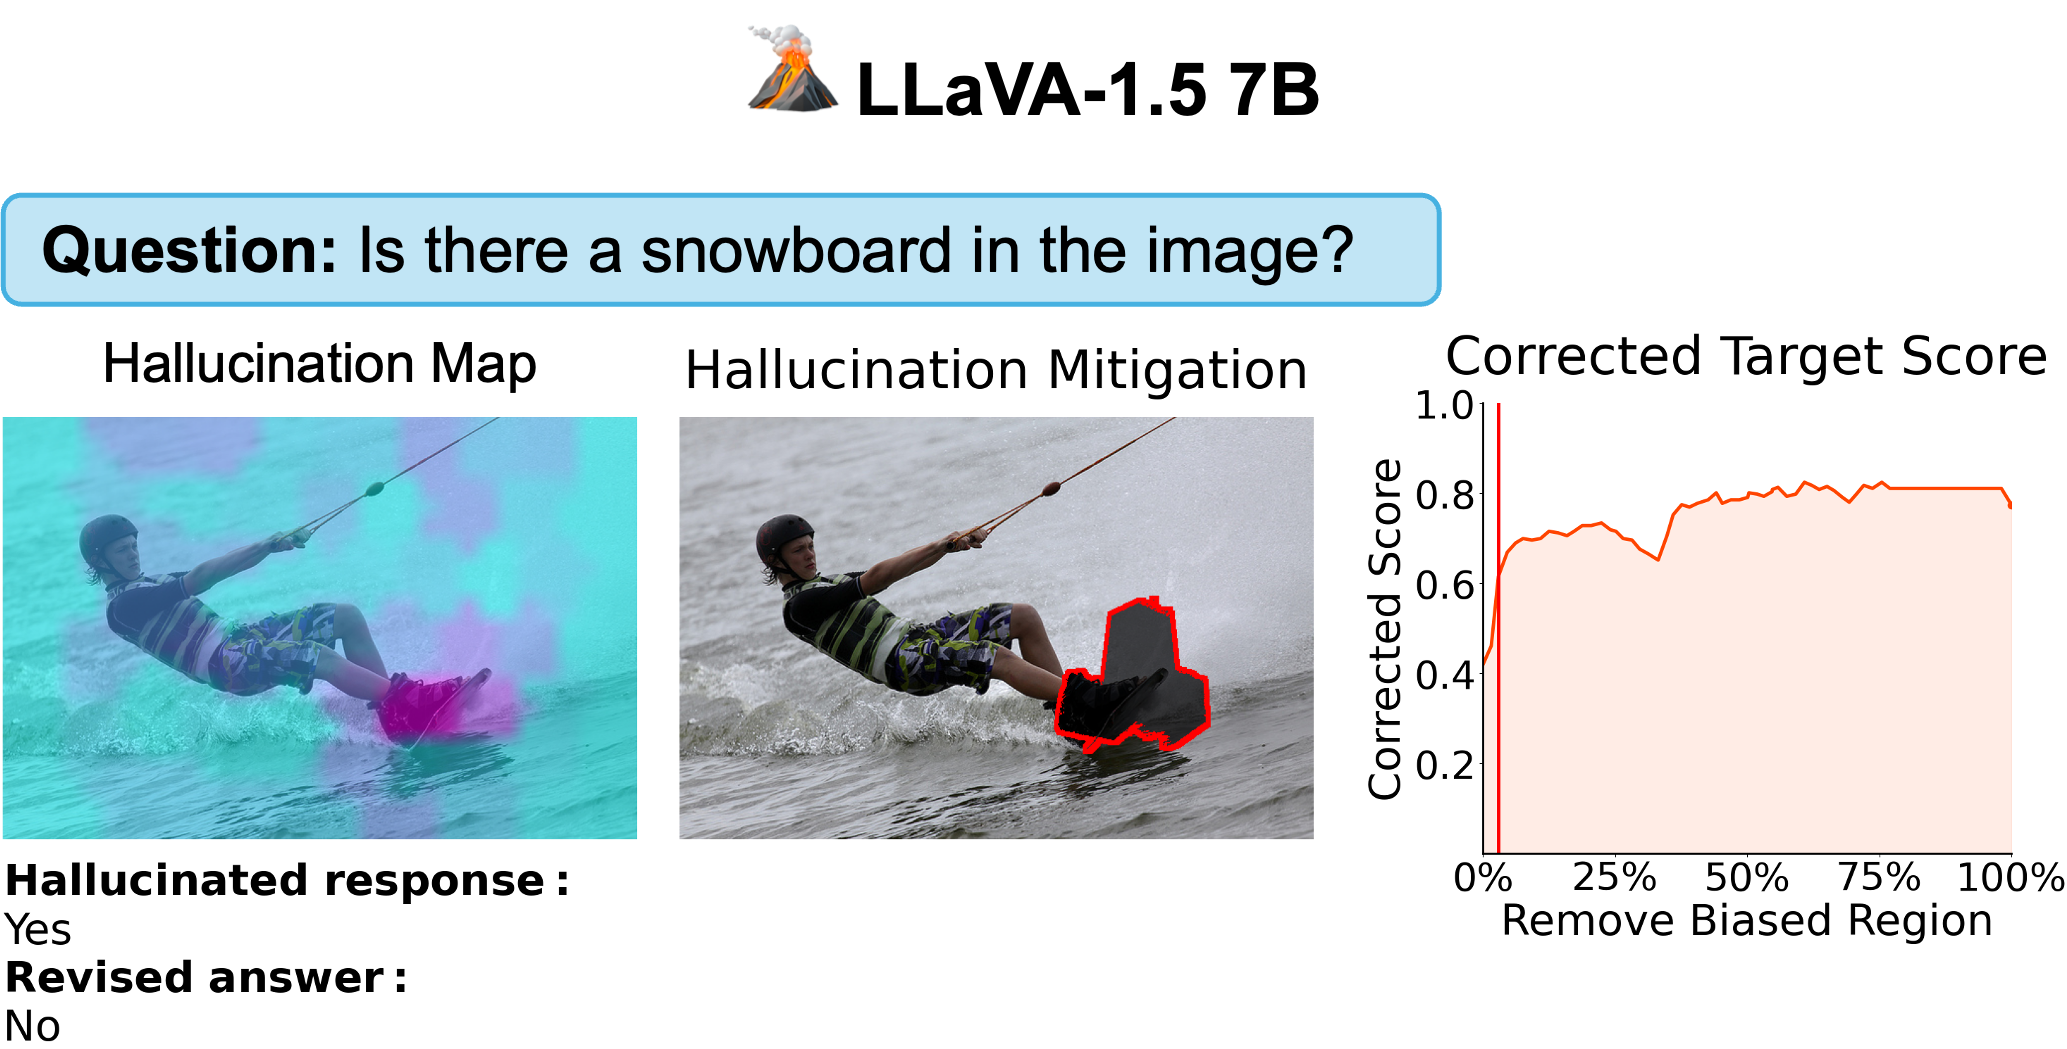 LLaVA-1.5 7B
Question: Is there a snowboard in the image?
Hallucination Map
Hallucination Mitigation
Corrected Target Score
Corrected Score
1.0
0.8
0.6
0.4
0.2
0% 25% 50% 75% 100%
Remove Biased Region
Hallucinated response:
Yes
Revised answer:
No